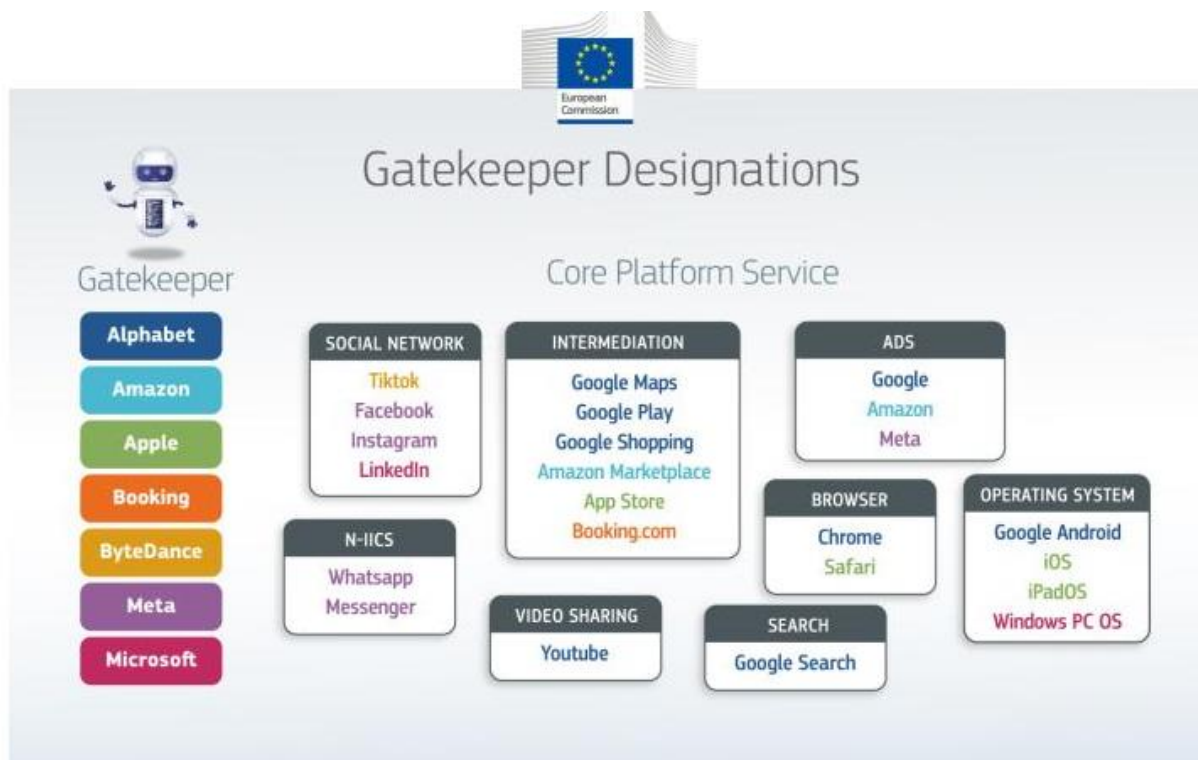 European
Commission
Gatekeeper Designations
Gatekeeper
Core Platform Service
Alphabet
Amazon
Apple
Booking
ByteDance
Meta
Microsoft
SOCIAL NETWORK
Tiktok
Facebook
Instagram
LinkedIn
INTERMEDIATION
Google Maps
Google Play
Google Shopping
Amazon Marketplace
App Store
Booking.com
ADS
Google
Amazon
Meta
N-IICS
Whatsapp
Messenger
VIDEO SHARING
Youtube
BROWSER
Chrome
Safari
SEARCH
Google Search
OPERATING SYSTEM
Google Android
iOS
iPadOS
Windows PC OS